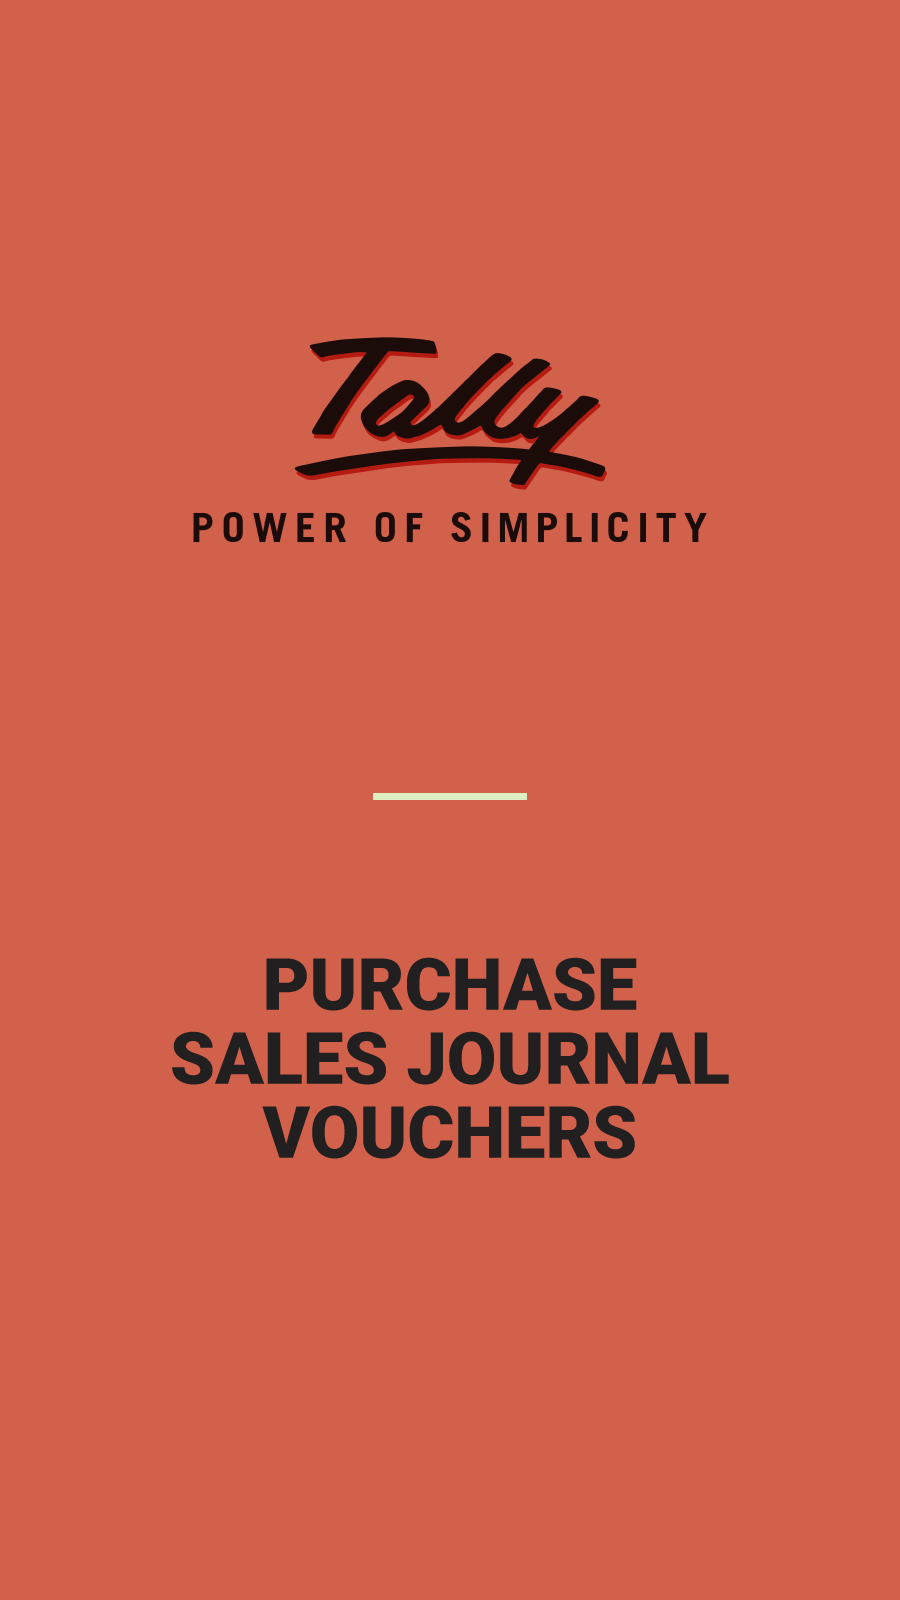 Tally
POWER OF SIMPLICITY
PURCHASE
SALES JOURNAL
VOUCHERS